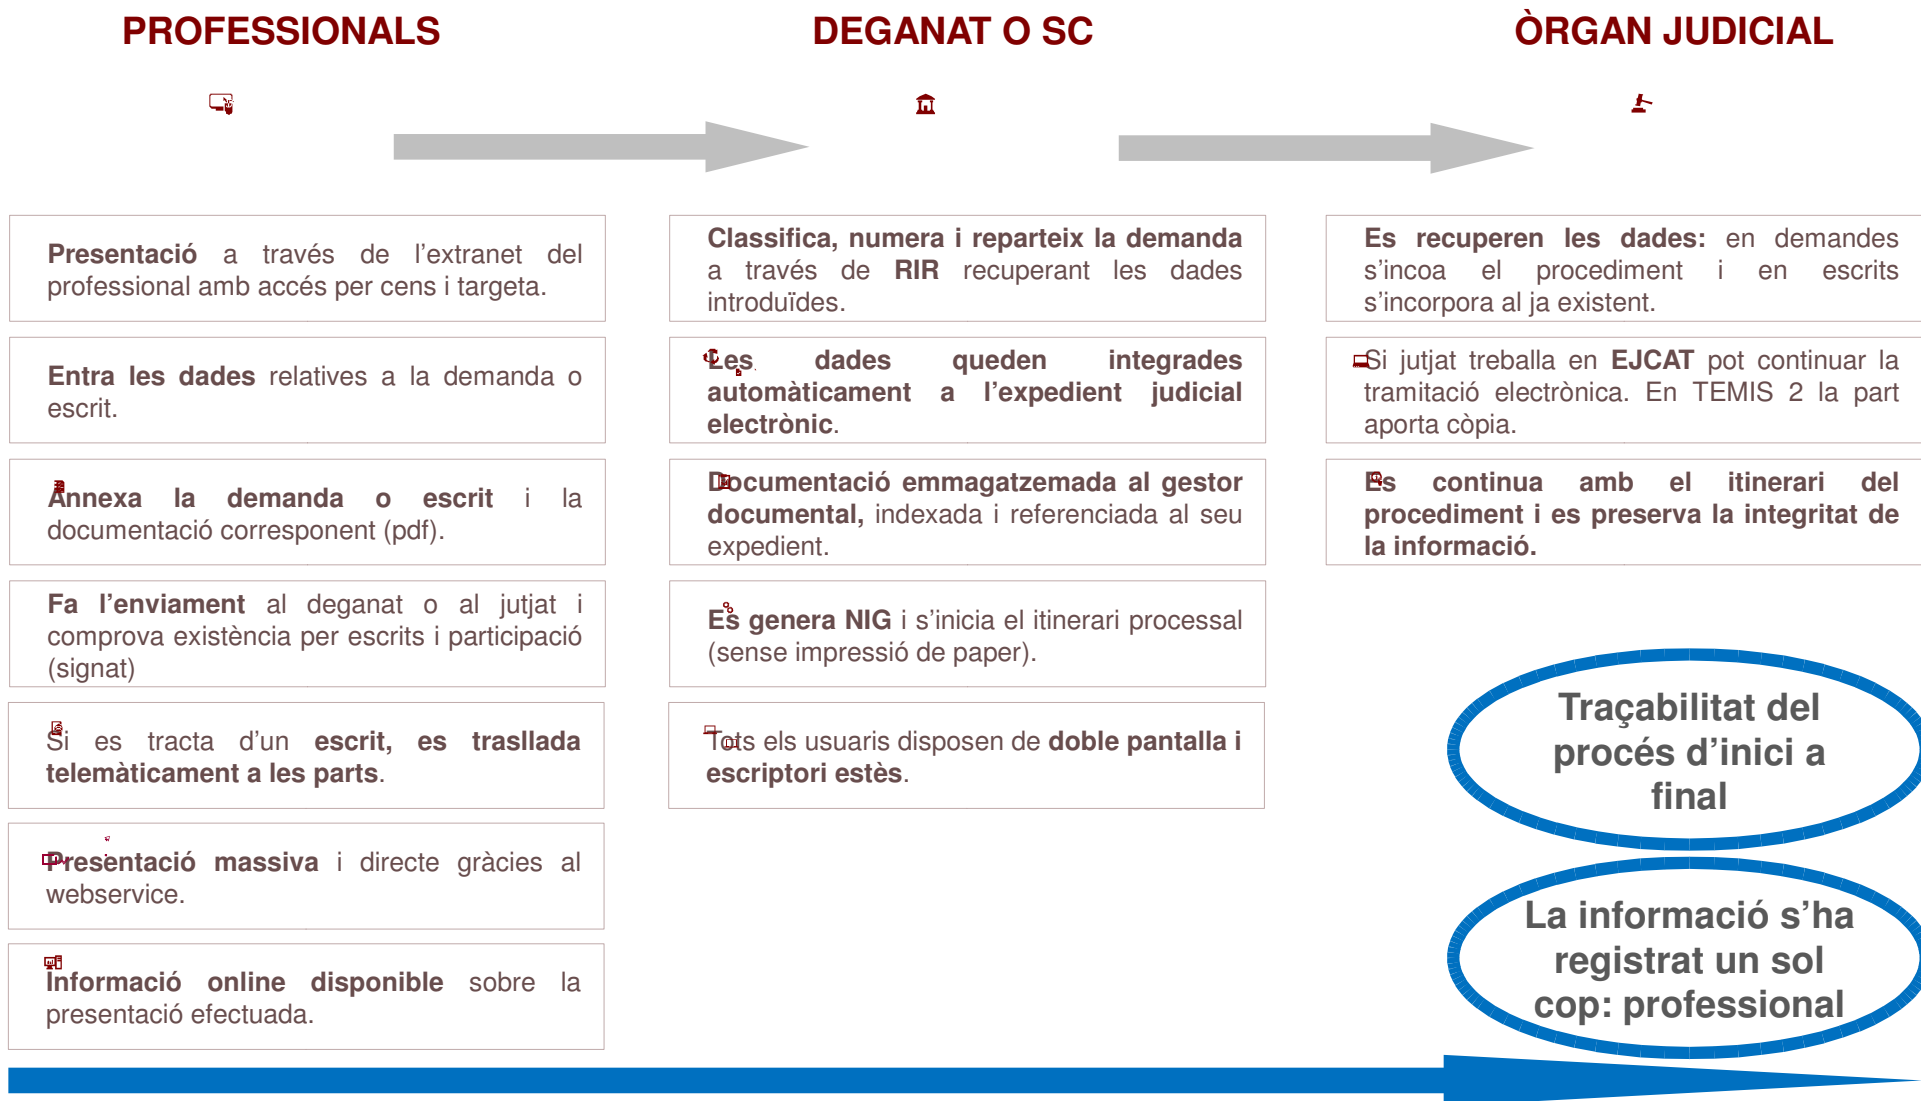 PROFESSIONALS
Presentació a través de l’extranet del
professional amb accés per cens i targeta.
Entra les dades relatives a la demanda o
escrit.
Annexa la demanda o escrit i la
documentació corresponent (pdf).
Fa l’enviament al deganat o al jutjat i
comprova existència per escrits i participació
(signat)
Si es tracta d’un escrit, es trasllada
telemàticament a les parts.
Presentació massiva i directe gràcies al
webservice.
Informació online disponible sobre la
presentació efectuada.
DEGANAT O SC
Classifica, numera i reparteix la demanda
a través de RIR recuperant les dades
introduïdes.
Les dades queden integrades
automàticament a l’expedient judicial
electrònic.
Documentació emmagatzemada al gestor
documental, indexada i referenciada al seu
expedient.
Es genera NIG i s’inicia el itinerari processal
(sense impressió de paper).
Tots els usuaris disposen de doble pantalla i
escriptori estès.
ÒRGAN JUDICIAL
Es recuperen les dades: en demandes
s’incoa el procediment i en escrits
s’incorpora al ja existent.
Si jutjat treballa en EJCAT pot continuar la
tramitació electrònica. En TEMIS 2 la part
aporta còpia.
Es continua amb el itinerari del
procediment i es preserva la integritat de
la informació.
Traçabilitat del
procés d’inici a
final
La informació s’ha
registrat un sol
cop: professional